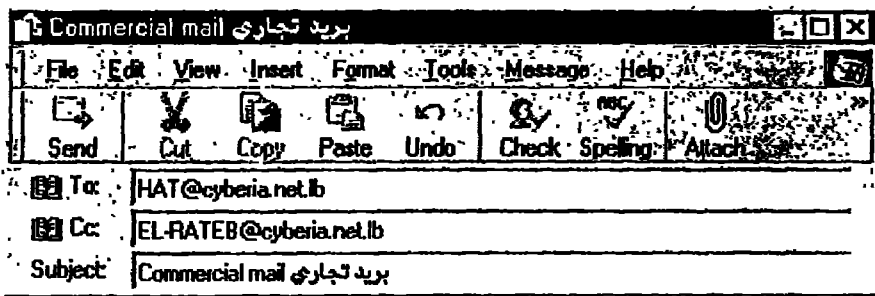 Commercial mail بريد تجاري
File Edit View Insert Format Tools Message Help
Send Cut Copy Paste Undo Check Spelling Attach
To: HAT@cyberia.net.lb
Cc: EL-RATEB@cyberia.net.lb
Subject: Commercial mail بريد تجاري